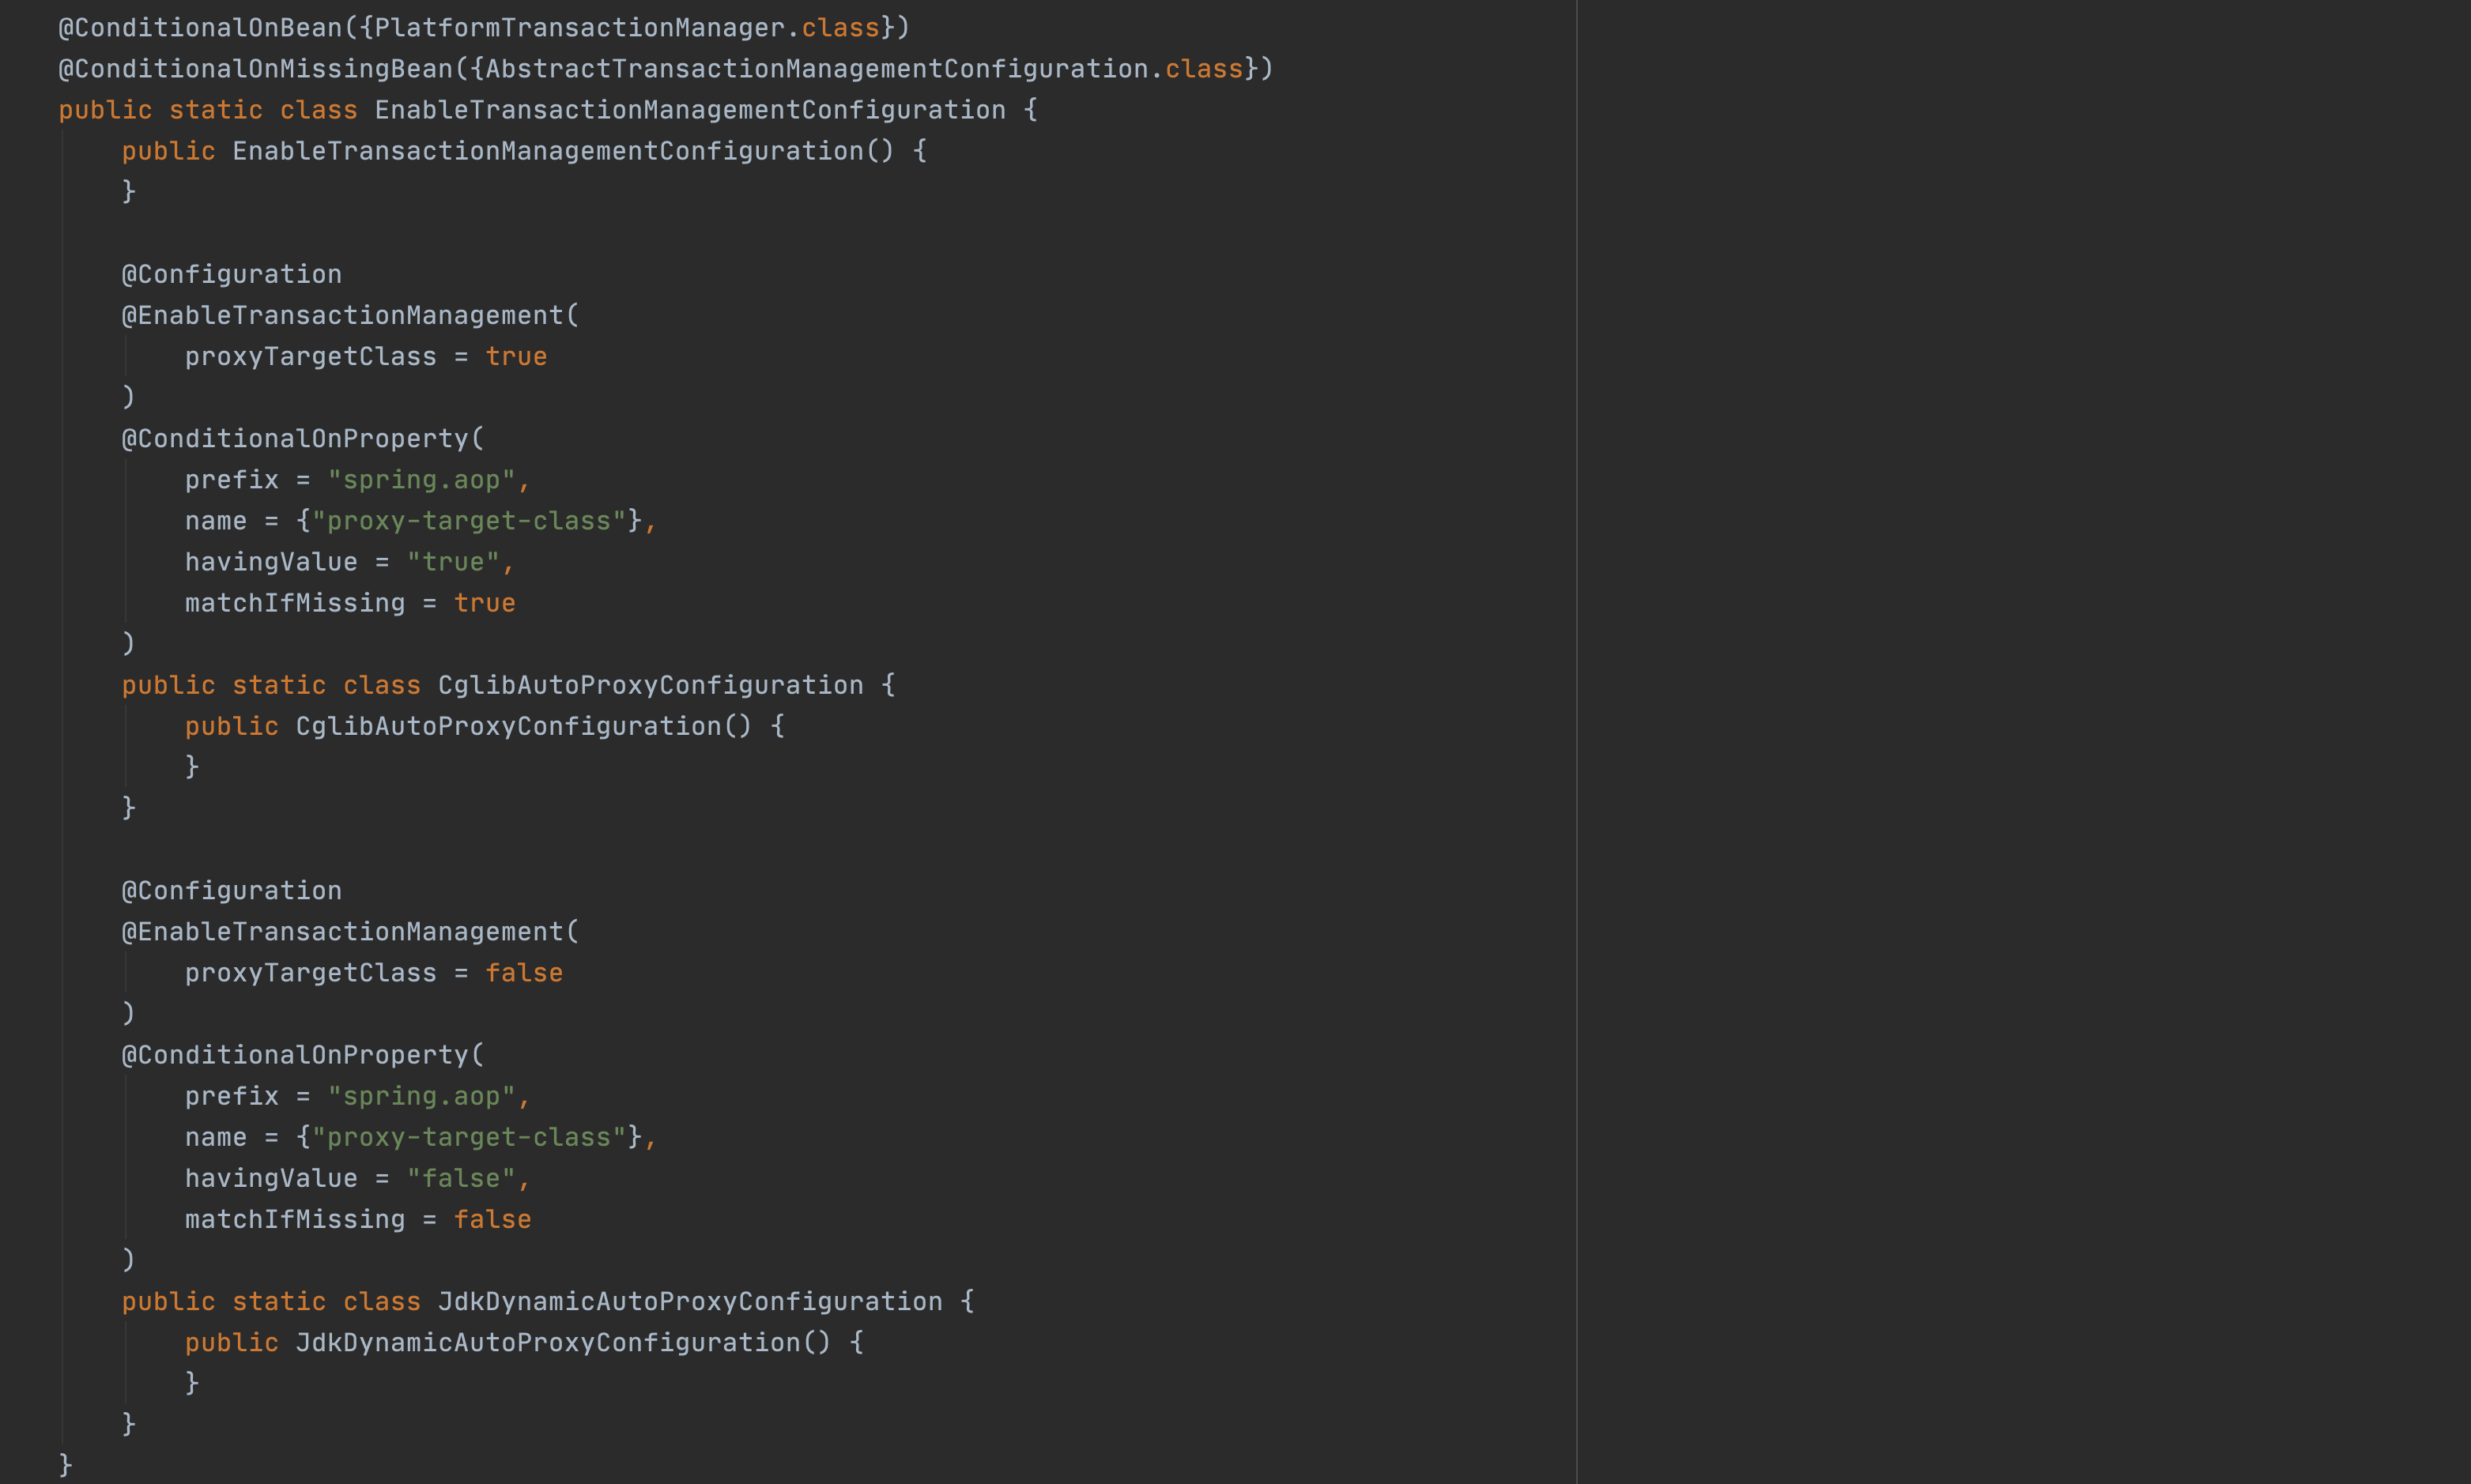 @ConditionalOnBean({PlatformTransactionManager.class})
@ConditionalOnMissingBean({AbstractTransactionManagementConfiguration.class})
public static class EnableTransactionManagementConfiguration {
    public EnableTransactionManagementConfiguration() {
    }

    @Configuration
    @EnableTransactionManagement(
        proxyTargetClass = true
    )
    @ConditionalOnProperty(
        prefix = "spring.aop",
        name = {"proxy-target-class"},
        havingValue = "true",
        matchIfMissing = true
    )
    public static class CglibAutoProxyConfiguration {
        public CglibAutoProxyConfiguration() {
        }
    }

    @Configuration
    @EnableTransactionManagement(
        proxyTargetClass = false
    )
    @ConditionalOnProperty(
        prefix = "spring.aop",
        name = {"proxy-target-class"},
        havingValue = "false",
        matchIfMissing = false
    )
    public static class JdkDynamicAutoProxyConfiguration {
        public JdkDynamicAutoProxyConfiguration() {
        }
    }
}